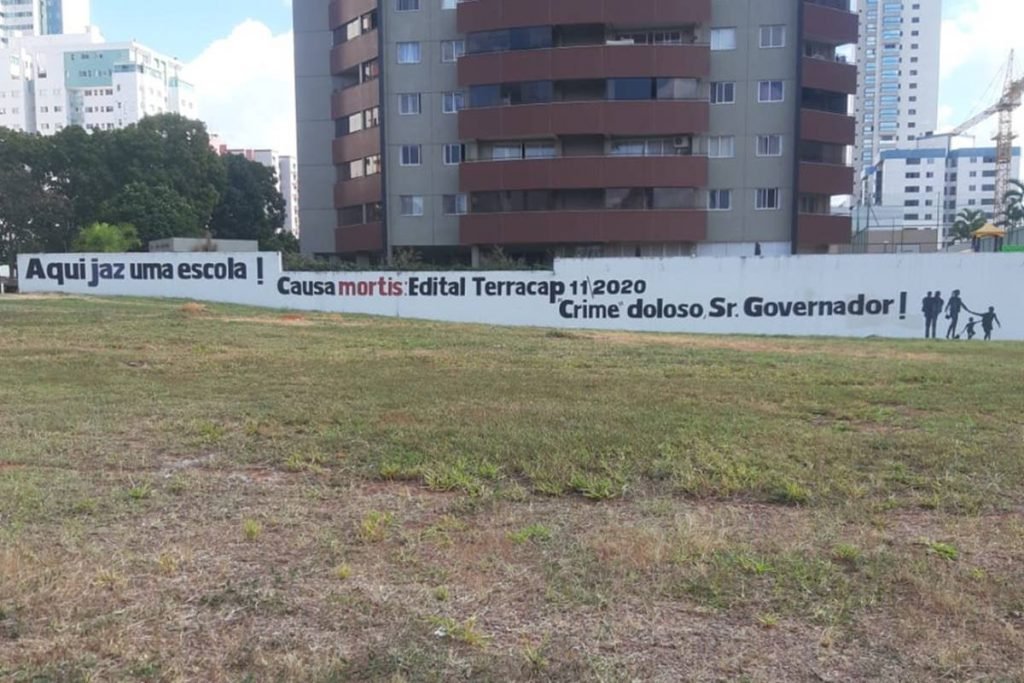 Aqui jaz uma escola !
Causa mortis: Edital Terracap 11\2020
"Crime" doloso, Sr. Governador !